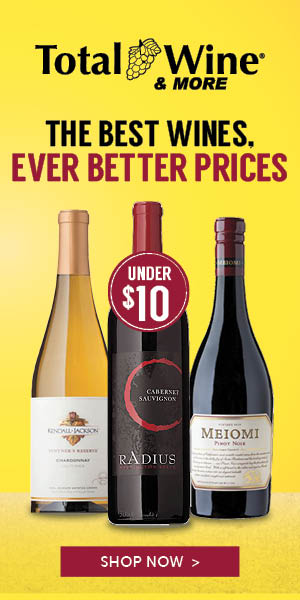 Total Wine®
& MORE
THE BEST WINES,
EVER BETTER PRICES
UNDER
$10
KENDALL-JACKSON
VINTNER'S RESERVE
CHARDONNAY
CABERNET
SAUVIGNON
RADIUS
MEIOMI
MEIOMI
PINOT NOIR
SHOP NOW >